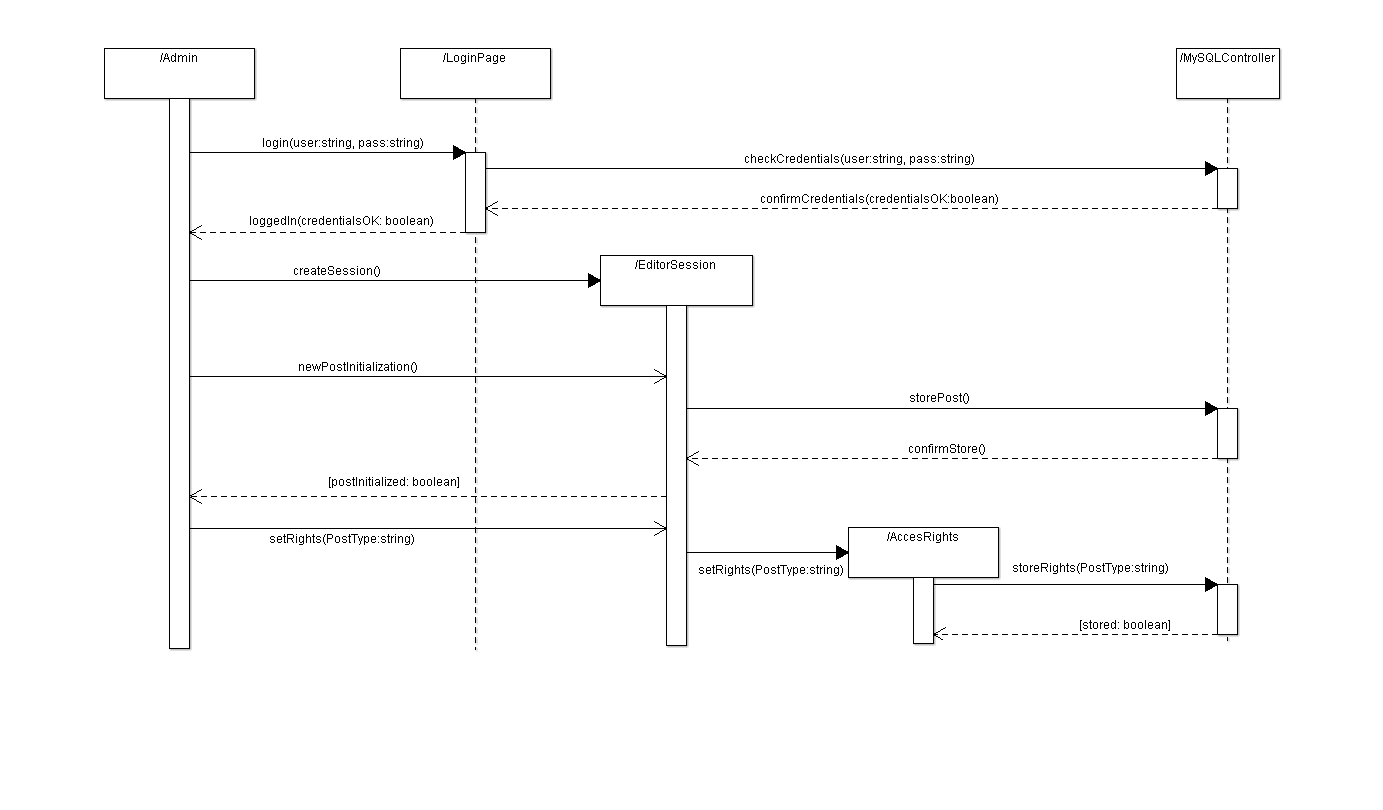 /Admin
/LoginPage
/MySQLController
login(user:string, pass:string)
checkCredentials(user:string, pass:string)
confirmCredentials(credentialsOK:boolean)
loggedIn(credentialsOK: boolean)
/EditorSession
createSession()
newPostInitialization()
storePost()
confirmStore()
[postInitialized: boolean]
setRights(PostType:string)
/AccesRights
setRights(PostType:string)
storeRights(PostType:string)
[stored: boolean]